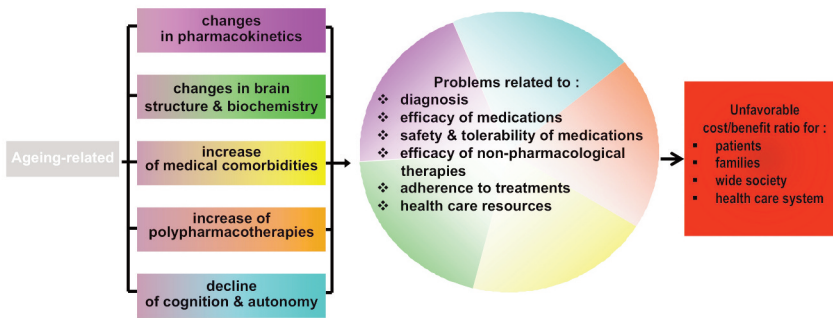 Ageing-related
changes
in pharmacokinetics
changes in brain
structure & biochemistry
increase
of medical comorbidities
increase of
polypharmacotherapies
decline
of cognition & autonomy
Problems related to :
❖ diagnosis
❖ efficacy of medications
❖ safety & tolerability of medications
❖ efficacy of non-pharmacological
therapies
❖ adherence to treatments
❖ health care resources
Unfavorable
cost/benefit ratio for :
▪ patients
▪ families
▪ wide society
▪ health care system